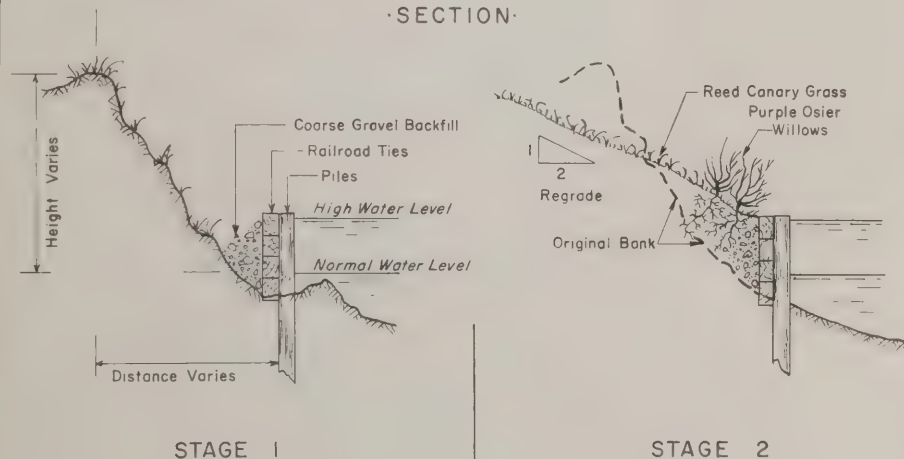 ·SECTION·
Height Varies
Coarse Gravel Backfill
- Railroad Ties
Piles
High Water Level
Normal Water Level
Distance Varies
STAGE 1
Reed Canary Grass
Purple Osier
Willows
1
2
Regrade
Original Bank
STAGE 2